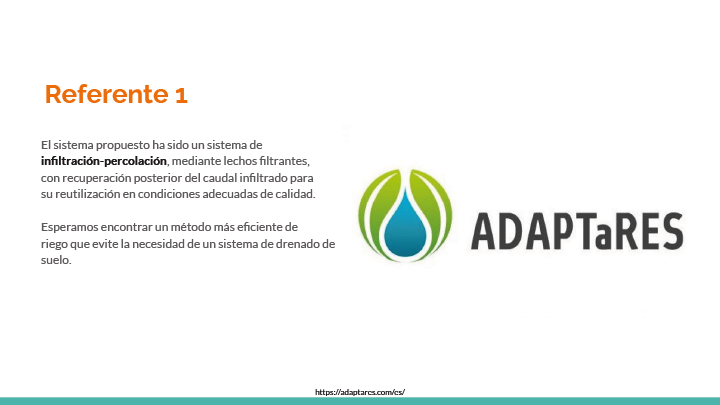 Referente 1
El sistema propuesto ha sido un sistema de
infiltración-percolación, mediante lechos filtrantes,
con recuperación posterior del caudal infiltrado para
su reutilización en condiciones adecuadas de calidad.
Esperamos encontrar un método más eficiente de
riego que evite la necesidad de un sistema de drenado de
suelo.
ADAPTaRES
https://adaptares.com/es/